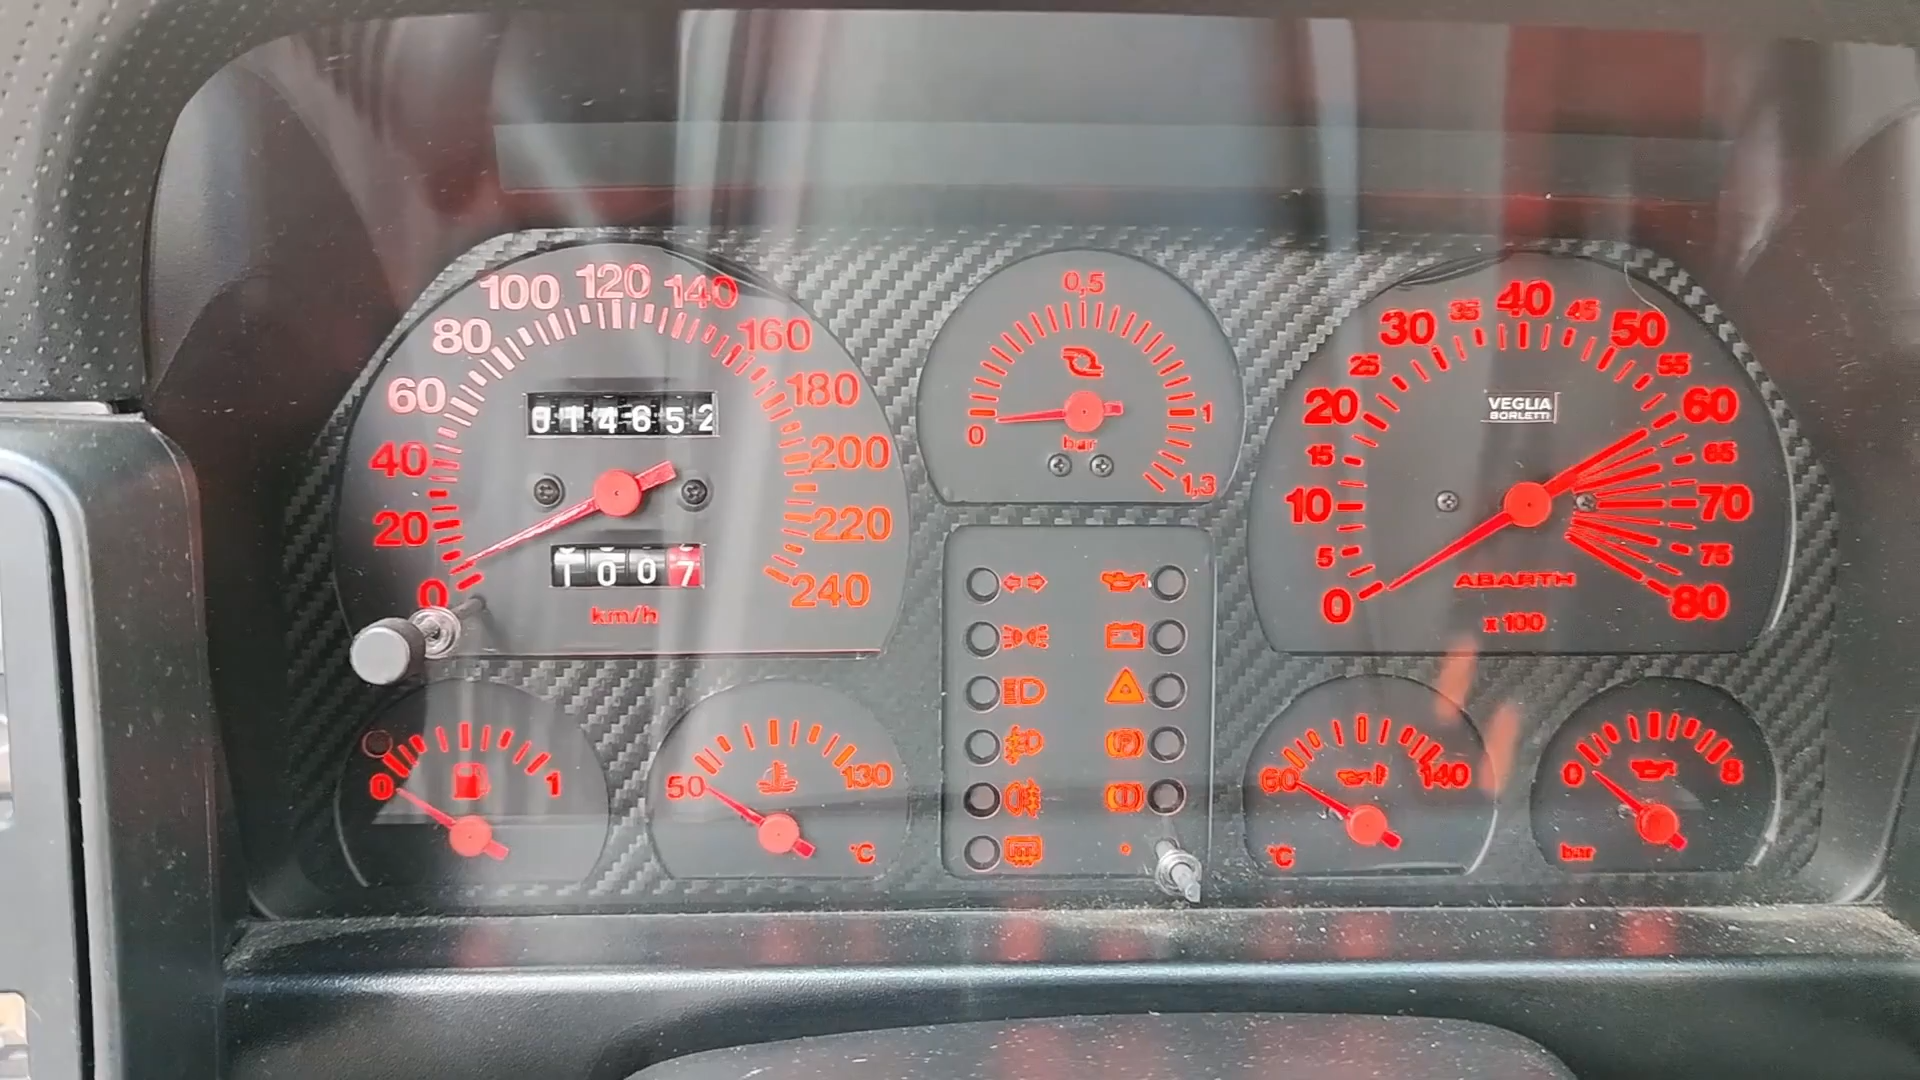 0 20 40 60 80 100 120 140 160 180 200 220 240
014652
1007
km/h
0 0,5 1 1,3
bar
0 5 10 15 20 25 30 35 40 45 50 55 60 65 70 75 80
VEGLIA
BORLETTI
ABARTH
x 100
0 1
50 130
°C
P
60 140
°C
0 8
bar